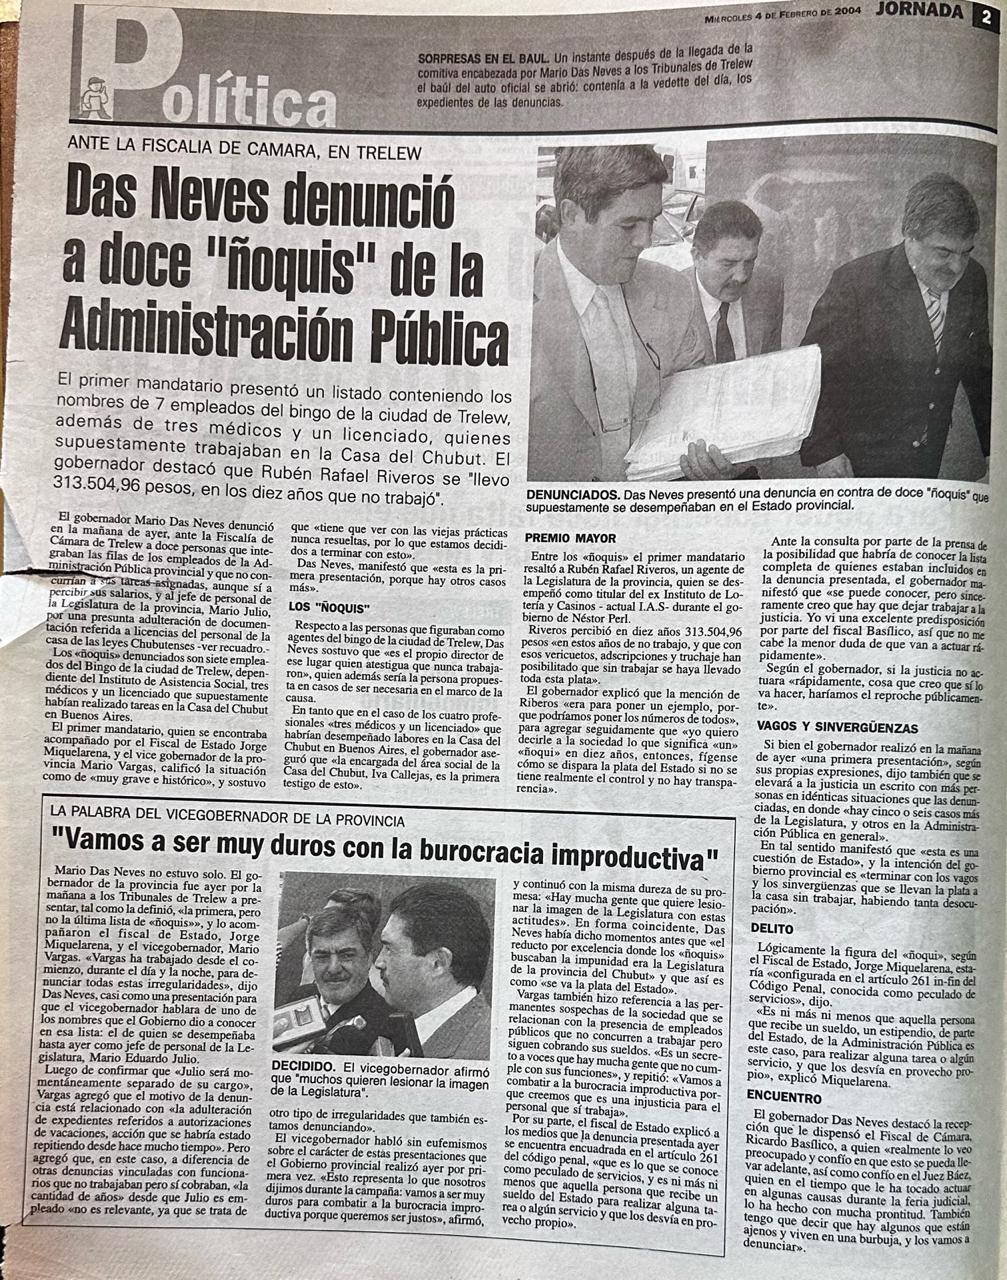 MIERCOLES 4 DE FEBRERO DE 2004 JORNADA 2
Política
SORPRESAS EN EL BAUL. Un instante después de la llegada de la
comitiva encabezada por Mario Das Neves a los Tribunales de Trelew
el baúl del auto oficial se abrió: contenía a la vedette del día, los
expedientes de las denuncias.
ANTE LA FISCALIA DE CAMARA, EN TRELEW
Das Neves denunció
a doce "ñoquis" de la
Administración Pública
El primer mandatario presentó un listado conteniendo los
nombres de 7 empleados del bingo de la ciudad de Trelew,
además de tres médicos y un licenciado, quienes
supuestamente trabajaban en la Casa del Chubut. El
gobernador destacó que Rubén Rafael Riveros se "llevo
313.504,96 pesos, en los diez años que no trabajó".
DENUNCIADOS. Das Neves presentó una denuncia en contra de doce "ñoquis" que
supuestamente se desempeñaban en el Estado provincial.
El gobernador Mario Das Neves denunció
en la mañana de ayer, ante la Fiscalía de
Cámara de Trelew a doce personas que inte-
graban las filas de los empleados de la Ad-
ministración Pública provincial y que no con-
currían a sus tareas asignadas, aunque sí a
percibir sus salarios, y al jefe de personal de
la Legislatura de la provincia, Mario Julio,
por una presunta adulteración de documen-
tación referida a licencias del personal de la
casa de las leyes Chubutenses -ver recuadro.-
Los «ñoquis» denunciados son siete emplea-
dos del Bingo de la ciudad de Trelew, depen-
diente del Instituto de Asistencia Social, tres
médicos y un licenciado que supuestamente
habían realizado tareas en la Casa del Chubut
en Buenos Aires.
El primer mandatario, quien se encontraba
acompañado por el Fiscal de Estado Jorge
Miquelarena, y el vice gobernador de la pro-
vincia Mario Vargas, calificó la situación
como de «muy grave e histórico», y sostuvo
que «tiene que ver con las viejas prácticas
nunca resueltas, por lo que estamos decidi-
dos a terminar con esto».
Das Neves, manifestó que «esta es la pri-
mera presentación, porque hay otros casos
más».
LOS "ÑOQUIS"
Respecto a las personas que figuraban como
agentes del bingo de la ciudad de Trelew, Das
Neves sostuvo que «es el propio director de
ese lugar quien atestigua que nunca trabaja-
ron», quien además sería la persona propues-
ta en casos de ser necesaria en el marco de la
causa.
En tanto que en el caso de los cuatro profe-
sionales «tres médicos y un licenciado» que
habrían desempeñado labores en la Casa del
Chubut en Buenos Aires, el gobernador ase-
guró que «la encargada del área social de la
Casa del Chubut, Iva Callejas, es la primera
testigo de esto».
PREMIO MAYOR
Entre los «ñoquis» el primer mandatario
resaltó a Rubén Rafael Riveros, un agente de
la Legislatura de la provincia, quien se des-
empeñó como titular del ex Instituto de Lo-
tería y Casinos - actual I.A.S- durante el go-
bierno de Néstor Perl.
Riveros percibió en diez años 313.504,96
pesos «en estos años de no trabajo, y que con
esos vericuetos, adscripciones y truchaje han
posibilitado que sin trabajar se haya llevado
toda esta plata».
El gobernador explicó que la mención de
Riberos «era para poner un ejemplo, por-
que podríamos poner los números de todos»,
para agregar seguidamente que «yo quiero
decirle a la sociedad lo que significa «un»
«ñoqui» en diez años, entonces, fígense
cómo se dispara la plata del Estado si no se
tiene realmente el control y no hay transpa-
rencia».
Ante la consulta por parte de la prensa de
la posibilidad que habría de conocer la lista
completa de quienes estaban incluidos en
la denuncia presentada, el gobernador ma-
nifestó que «se puede conocer, pero since-
ramente creo que hay que dejar trabajar a la
justicia. Yo vi una excelente predisposición
por parte del fiscal Basílico, así que no me
cabe la menor duda de que van a actuar rá-
pidamente».
Según el gobernador, si la justicia no ac-
tuara «rápidamente, cosa que creo que sí lo
va hacer, haríamos el reproche públicamen-
te».
VAGOS Y SINVERGÜENZAS
Si bien el gobernador realizó en la mañana
de ayer «una primera presentación», según
sus propias expresiones, dijo también que se
elevará a la justicia un escrito con más per-
sonas en idénticas situaciones que las denun-
ciadas, en donde «hay cinco o seis casos más
de la Legislatura, y otros en la Administra-
ción Pública en general».
En tal sentido manifestó que «esta es una
cuestión de Estado», y la intención del go-
bierno provincial es «terminar con los vagos
y los sinvergüenzas que se llevan la plata a
la casa sin trabajar, habiendo tanta desocu-
pación».
DELITO
Lógicamente la figura del «ñoqui», según
el Fiscal de Estado, Jorge Miquelarena, esta-
ría «configurada en el artículo 261 in-fin del
Código Penal, conocida como peculado de
servicios», dijo.
«Es ni más ni menos que aquella persona
que recibe un sueldo, un estipendio, de parte
del Estado, de la Administración Pública es
este caso, para realizar alguna tarea o algún
servicio, y que los desvía en provecho pro-
pio», explicó Miquelarena.
ENCUENTRO
El gobernador Das Neves destacó la recep-
ción que le dispensó el Fiscal de Cámara,
Ricardo Basílico, a quien «realmente lo veo
preocupado y confío en que esto se pueda lle-
var adelante, así como confío en el Juez Báez,
quien en el tiempo que le ha tocado actuar
en algunas causas durante la feria judicial,
lo ha hecho con mucha prontitud. También
tengo que decir que hay algunos que están
ajenos y viven en una burbuja, y los vamos a
denunciar».
LA PALABRA DEL VICEGOBERNADOR DE LA PROVINCIA
"Vamos a ser muy duros con la burocracia improductiva"
Mario Das Neves no estuvo solo. El go-
bernador de la provincia fue ayer por la
mañana a los Tribunales de Trelew a pre-
sentar, tal como la definió, «la primera, pero
no la última lista de «ñoquis»», y lo acom-
pañaron el fiscal de Estado, Jorge
Miquelarena, y el vicegobernador, Mario
Vargas. «Vargas ha trabajado desde el co-
mienzo, durante el día y la noche, para de-
nunciar todas estas irregularidades», dijo
Das Neves, casi como una presentación para
que el vicegobernador hablara de uno de
los nombres que el Gobierno dio a conocer
en esa lista: el de quien se desempeñaba
hasta ayer como jefe de personal de la Le-
gislatura, Mario Eduardo Julio.
Luego de confirmar que «Julio será mo-
mentáneamente separado de su cargo»,
Vargas agregó que el motivo de la denun-
cia está relacionado con «la adulteración
de expedientes referidos a autorizaciones
de vacaciones, acción que se habría estado
repitiendo desde hace mucho tiempo». Pero
agregó que, en este caso, a diferencia de
otras denuncias vinculadas con funciona-
rios que no trabajaban pero sí cobraban, «la
cantidad de años» desde que Julio es em-
pleado «no es relevante, ya que se trata de
DECIDIDO. El vicegobernador afirmó
que "muchos quieren lesionar la imagen
de la Legislatura".
otro tipo de irregularidades que también es-
tamos denunciando».
El vicegobernador habló sin eufemismos
sobre el carácter de estas presentaciones que
el Gobierno provincial realizó ayer por pri-
mera vez. «Esto representa lo que nosotros
dijimos durante la campaña: vamos a ser muy
duros para combatir a la burocracia impro-
ductiva porque queremos ser justos», afirmó,
y continuó con la misma dureza de su pro-
mesa: «Hay mucha gente que quiere lesio-
nar la imagen de la Legislatura con estas
actitudes». En forma coincidente, Das
Neves había dicho momentos antes que «el
reducto por excelencia donde los «ñoquis»
buscaban la impunidad era la Legislatura
de la provincia del Chubut» y que así es
como «se va la plata del Estado».
Vargas también hizo referencia a las per-
manentes sospechas de la sociedad que se
relacionan con la presencia de empleados
públicos que no concurren a trabajar pero
siguen cobrando sus sueldos. «Es un secre-
to a voces que hay mucha gente que no cum-
ple con sus funciones», y repitió: «Vamos a
combatir a la burocracia improductiva por-
que creemos que es una injusticia para el
personal que sí trabaja».
Por su parte, el fiscal de Estado explicó a
los medios que la denuncia presentada ayer
se encuentra encuadrada en el artículo 261
del código penal, «que es lo que se conoce
como peculado de servicios, y es ni más ni
menos que aquella persona que recibe un
sueldo del Estado para realizar alguna ta-
rea o algún servicio y que los desvía en pro-
vecho propio».